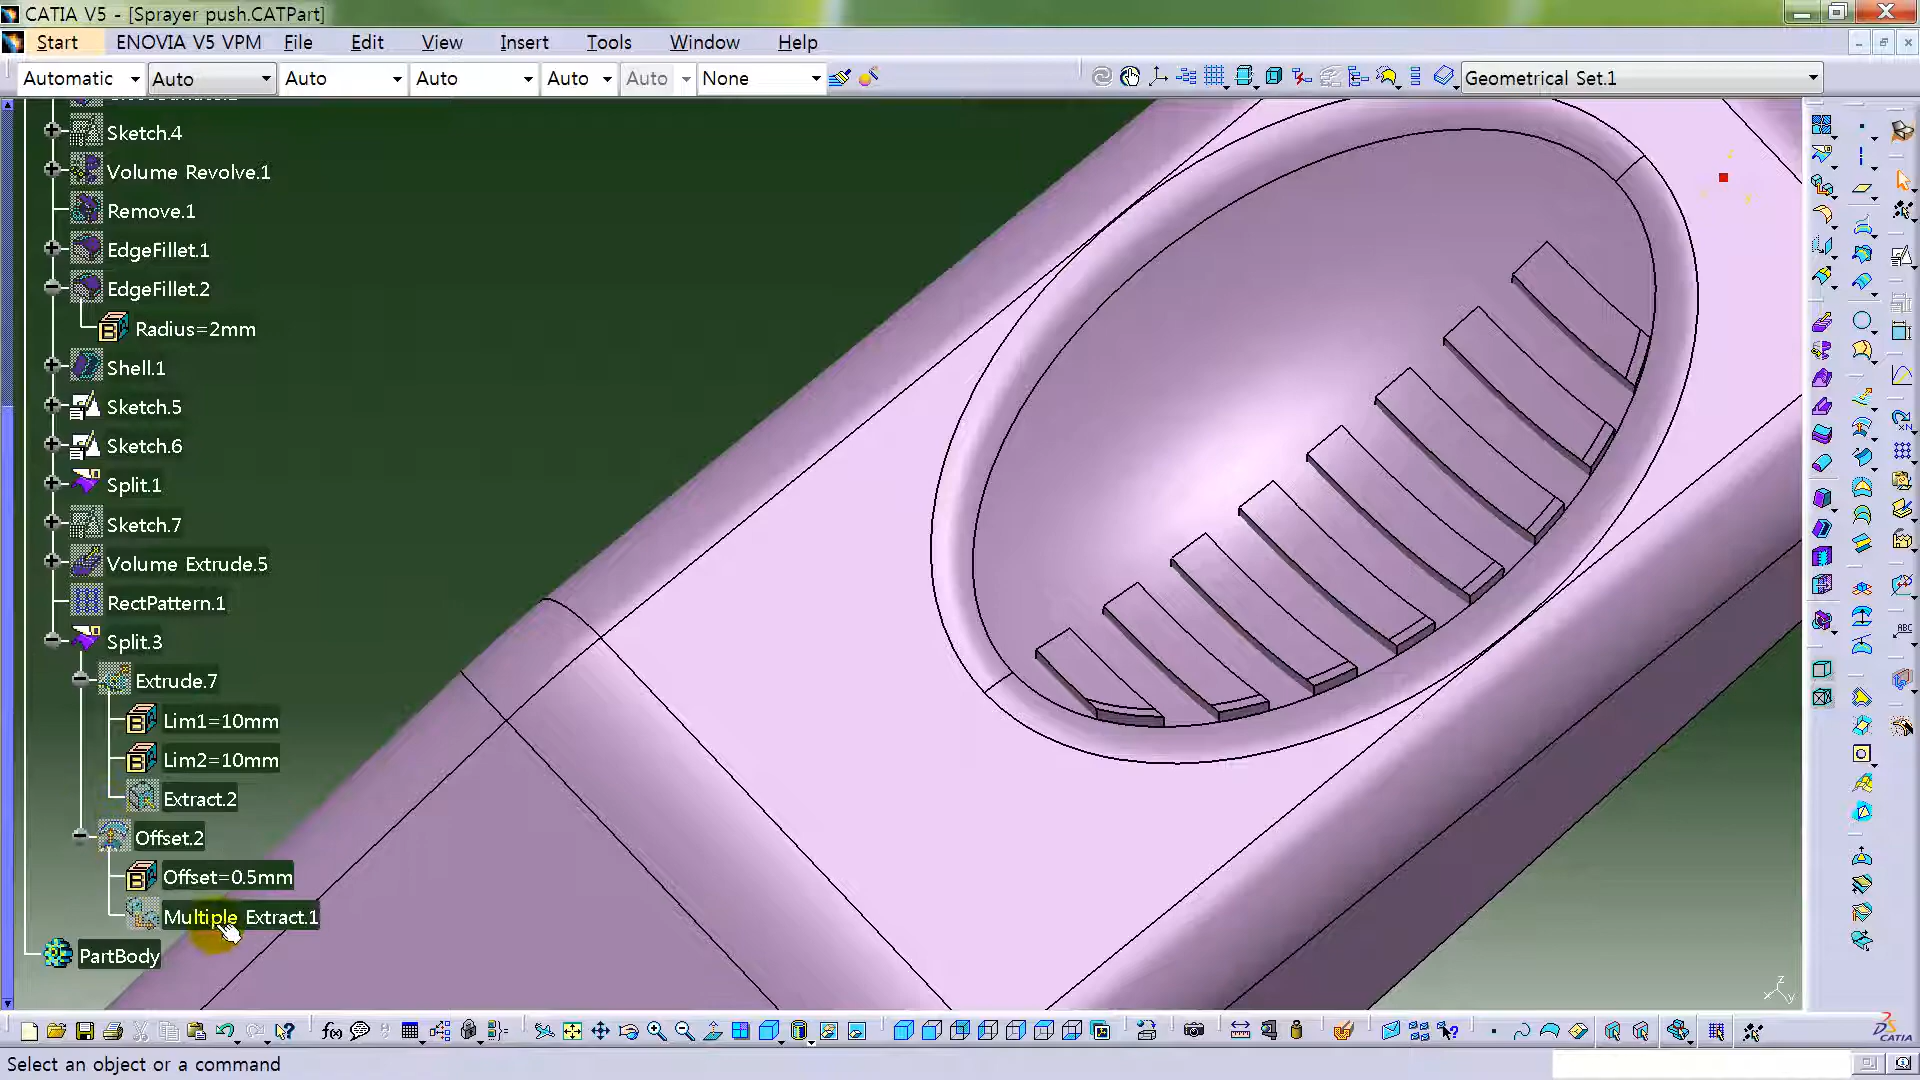 CATIA V5 - [Sprayer push.CATPart]
Start ENOVIA V5 VPM File Edit View Insert Tools Window Help
Automatic Auto Auto Auto Auto Auto None Geometrical Set.1
Sketch.4
Volume Revolve.1
Remove.1
EdgeFillet.1
EdgeFillet.2
Radius=2mm
Shell.1
Sketch.5
Sketch.6
Split.1
Sketch.7
Volume Extrude.5
RectPattern.1
Split.3
Extrude.7
Lim1=10mm
Lim2=10mm
Extract.2
Offset.2
Offset=0.5mm
Multiple Extract.1
PartBody
z
x y
ABC
f(x)
CATIA
Select an object or a command